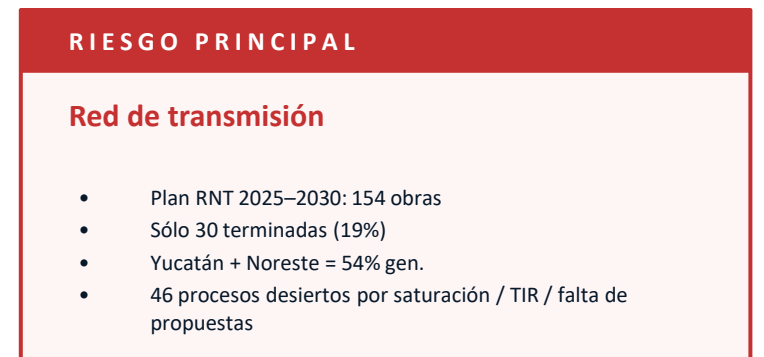 RIESGO PRINCIPAL
Red de transmisión
• Plan RNT 2025–2030: 154 obras
• Sólo 30 terminadas (19%)
• Yucatán + Noreste = 54% gen.
• 46 procesos desiertos por saturación / TIR / falta de
propuestas